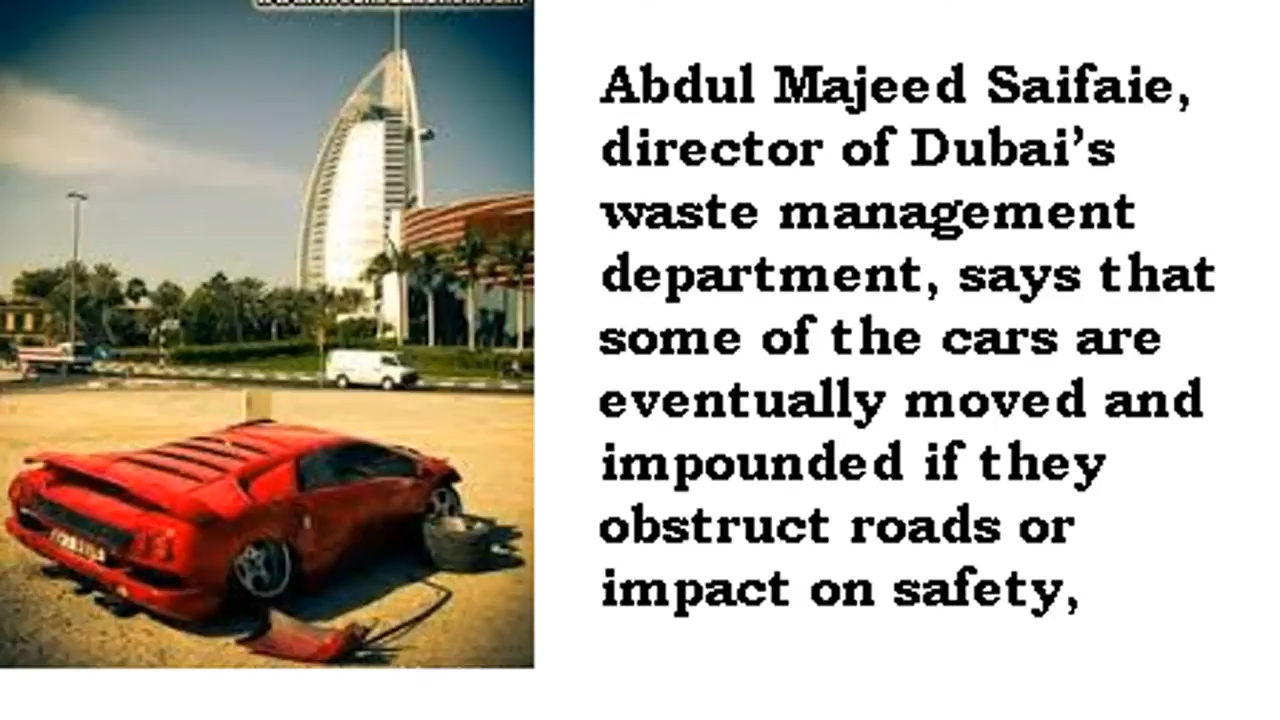 Abdul Majeed Saifaie,
director of Dubai’s
waste management
department, says that
some of the cars are
eventually moved and
impounded if they
obstruct roads or
impact on safety,